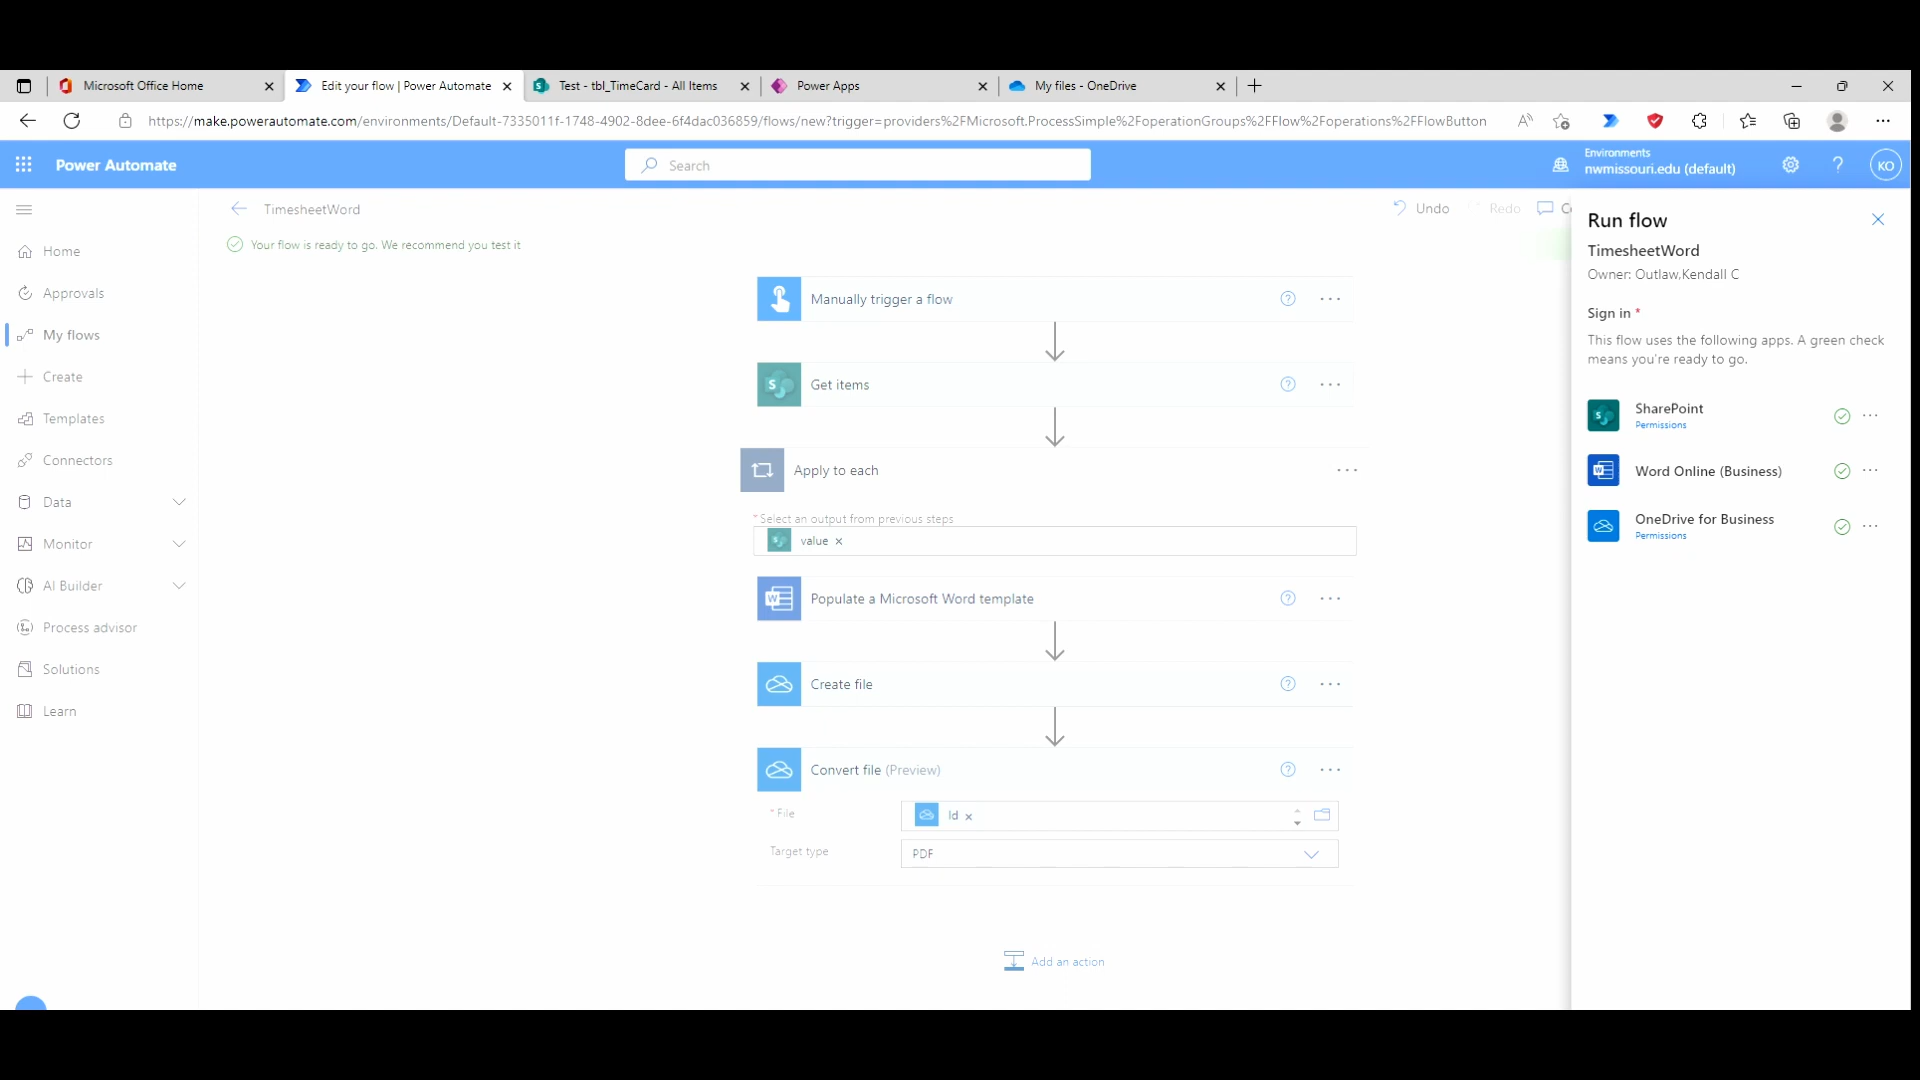 Microsoft Office Home
Edit your flow | Power Automate
Test - tbl_TimeCard - All Items
Power Apps
My files - OneDrive
https://make.powerautomate.com/environments/Default-7335011f-1748-4902-8dee-6f4dac036859/flows/new?trigger=providers%2FMicrosoft.ProcessSimple%2FoperationGroups%2FFlow%2Foperations%2FFlowButton
Power Automate
Search
Environments
nwmissouri.edu (default)
?
KO
TimesheetWord
Undo
Redo
Your flow is ready to go. We recommend you test it
Home
Approvals
My flows
Create
Templates
Connectors
Data
Monitor
AI Builder
Process advisor
Solutions
Learn
Manually trigger a flow
Get items
Apply to each
* Select an output from previous steps
value
Populate a Microsoft Word template
Create file
Convert file (Preview)
* File
Id
Target type
PDF
Add an action
Run flow
TimesheetWord
Owner: Outlaw,Kendall C
Sign in *
This flow uses the following apps. A green check
means you're ready to go.
SharePoint
Permissions
Word Online (Business)
OneDrive for Business
Permissions